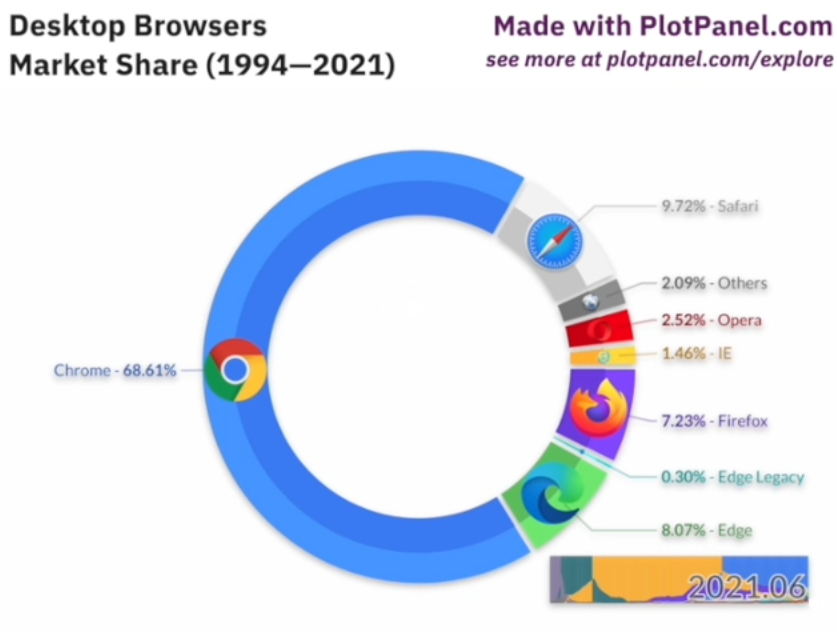 Desktop Browsers
Market Share (1994—2021)
Made with PlotPanel.com
see more at plotpanel.com/explore
9.72% - Safari
2.09% - Others
2.52% - Opera
1.46% - IE
Chrome - 68.61%
7.23% - Firefox
0.30% - Edge Legacy
8.07% - Edge
2021.06